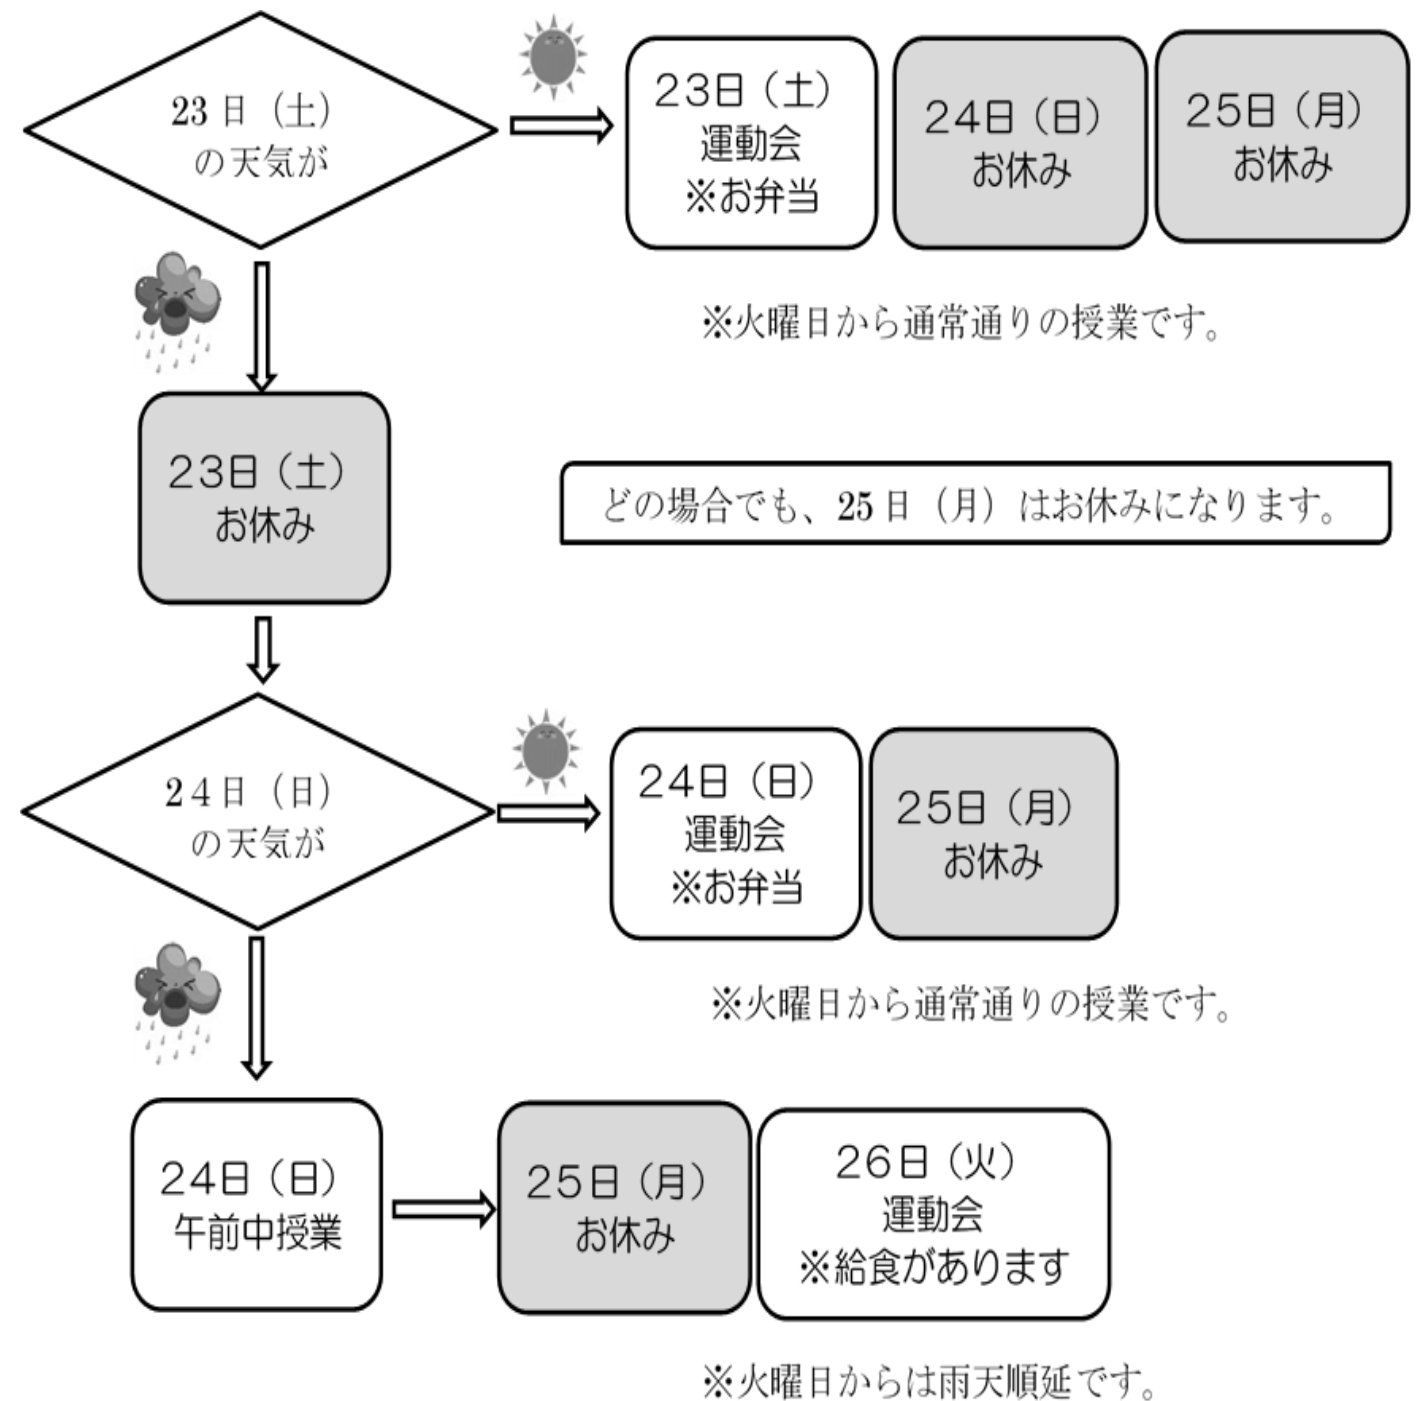 23日（土）
の天気が
23日（土）
運動会
※お弁当
24日（日）
お休み
25日（月）
お休み
※火曜日から通常通りの授業です。
23日（土）
お休み
どの場合でも、25日（月）はお休みになります。
24日（日）
の天気が
24日（日）
運動会
※お弁当
25日（月）
お休み
※火曜日から通常通りの授業です。
24日（日）
午前中授業
25日（月）
お休み
26日（火）
運動会
※給食があります
※火曜日からは雨天順延です。